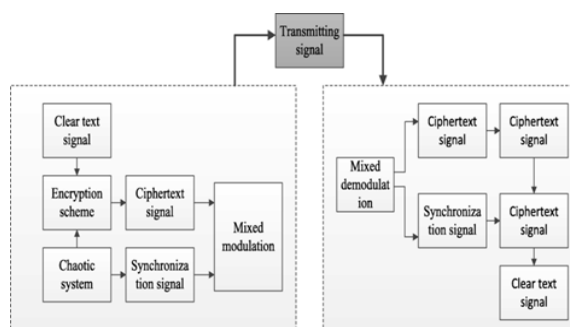 Transmitting
signal
Clear text
signal
Encryption
scheme
Ciphertext
signal
Chaotic
system
Synchroniza
tion signal
Mixed
modulation
Mixed
demodulat
ion
Ciphertext
signal
Ciphertext
signal
Synchroniza
tion signal
Ciphertext
signal
Clear text
signal